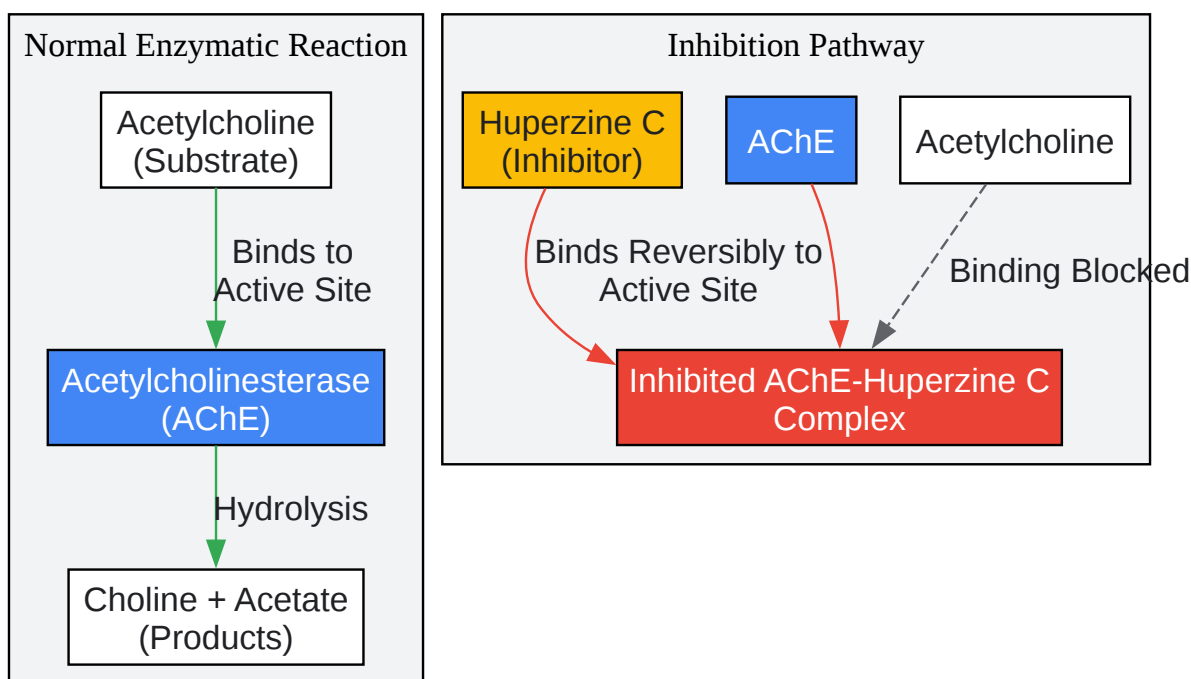 Normal Enzymatic Reaction
Acetylcholine
(Substrate)
Binds to
Active Site
Acetylcholinesterase
(AChE)
Hydrolysis
Choline + Acetate
(Products)
Inhibition Pathway
Huperzine C
(Inhibitor)
AChE
Acetylcholine
Binds Reversibly to
Active Site
Binding Blocked
Inhibited AChE-Huperzine C
Complex